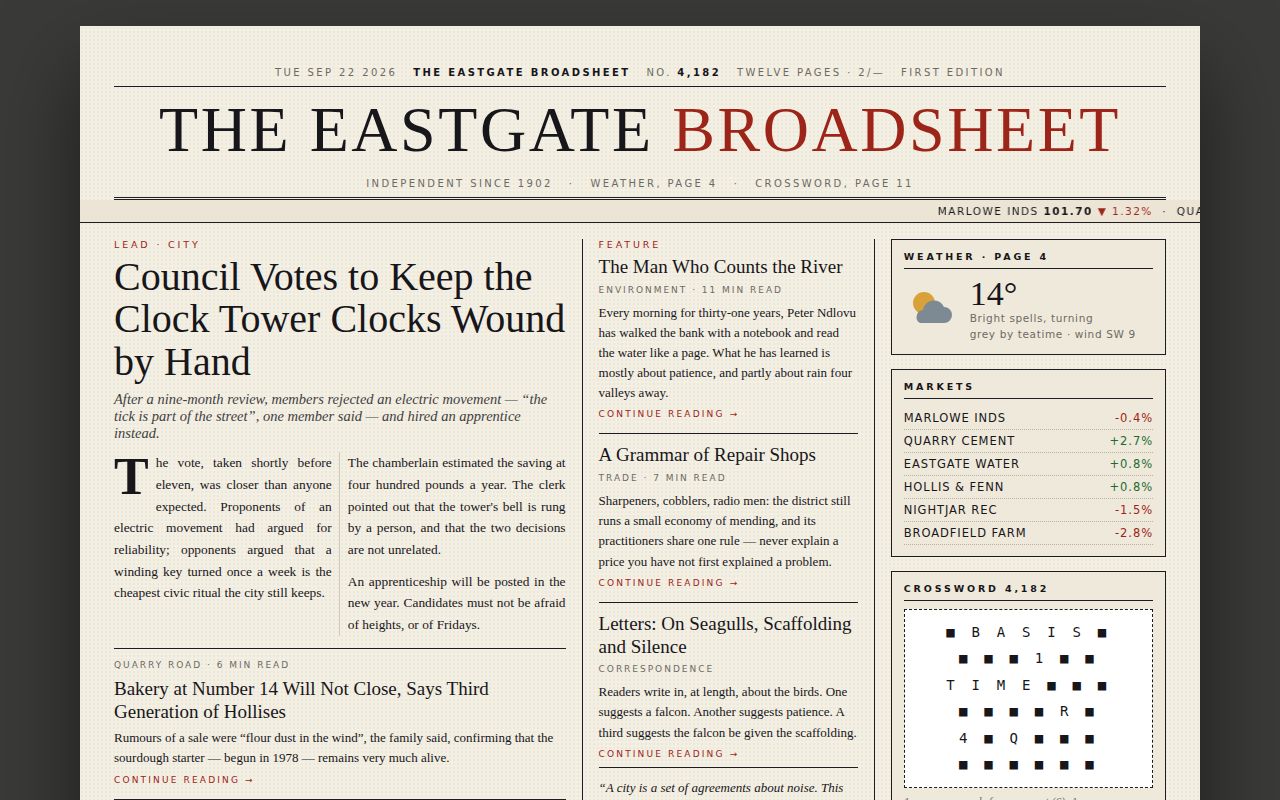 TUE SEP 22 2026 THE EASTGATE BROADSHEET NO. 4,182 TWELVE PAGES · 2/— FIRST EDITION
THE EASTGATE BROADSHEET
INDEPENDENT SINCE 1902 · WEATHER, PAGE 4 · CROSSWORD, PAGE 11
MARLOWE INDS 101.70 ▼ 1.32% · QUA
LEAD · CITY
Council Votes to Keep the
Clock Tower Clocks Wound
by Hand
After a nine-month review, members rejected an electric movement — “the
tick is part of the street”, one member said — and hired an apprentice
instead.
The vote, taken shortly before
eleven, was closer than anyone
expected. Proponents of an
electric movement had argued for
reliability; opponents argued that a
winding key turned once a week is the
cheapest civic ritual the city still keeps.
The chamberlain estimated the saving at
four hundred pounds a year. The clerk
pointed out that the tower's bell is rung
by a person, and that the two decisions
are not unrelated.
An apprenticeship will be posted in the
new year. Candidates must not be afraid
of heights, or of Fridays.
QUARRY ROAD · 6 MIN READ
Bakery at Number 14 Will Not Close, Says Third
Generation of Hollises
Rumours of a sale were “flour dust in the wind”, the family said, confirming that the
sourdough starter — begun in 1978 — remains very much alive.
CONTINUE READING →
FEATURE
The Man Who Counts the River
ENVIRONMENT · 11 MIN READ
Every morning for thirty-one years, Peter Ndlovu
has walked the bank with a notebook and read
the water like a page. What he has learned is
mostly about patience, and partly about rain four
valleys away.
CONTINUE READING →
A Grammar of Repair Shops
TRADE · 7 MIN READ
Sharpeners, cobblers, radio men: the district still
runs a small economy of mending, and its
practitioners share one rule — never explain a
price you have not first explained a problem.
CONTINUE READING →
Letters: On Seagulls, Scaffolding
and Silence
CORRESPONDENCE
Readers write in, at length, about the birds. One
suggests a falcon. Another suggests patience. A
third suggests the falcon be given the scaffolding.
CONTINUE READING →
“A city is a set of agreements about noise. This
WEATHER · PAGE 4
14°
Bright spells, turning
grey by teatime · wind SW 9
MARKETS
MARLOWE INDS -0.4%
QUARRY CEMENT +2.7%
EASTGATE WATER +0.8%
HOLLIS & FENN +0.8%
NIGHTJAR REC -1.5%
BROADFIELD FARM -2.8%
CROSSWORD 4,182
■ B A S I S ■
■ ■ ■ 1 ■ ■
T I M E ■ ■ ■
■ ■ ■ ■ R ■
4 ■ Q ■ ■ ■
■ ■ ■ ■ ■ ■